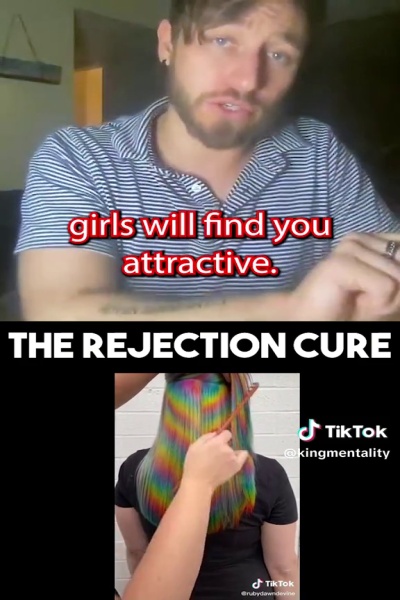 girls will find you
attractive.
THE REJECTION CURE
TikTok
@kingmentality
TikTok
@rubydawndevine